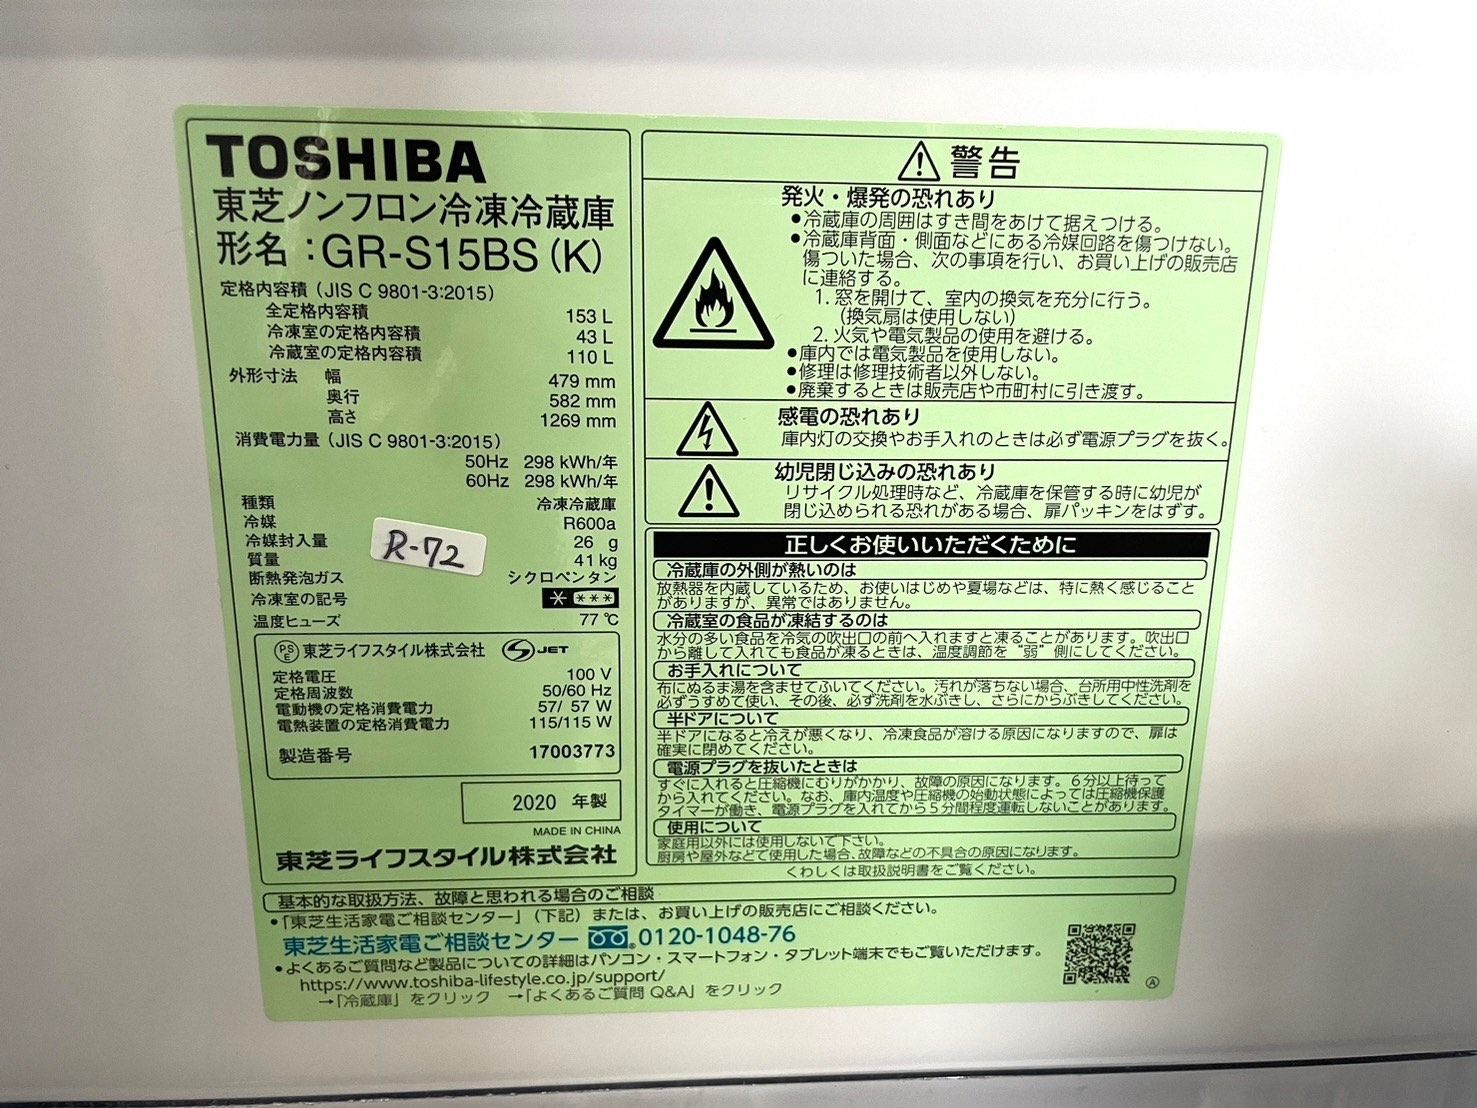 TOSHIBA
東芝ノンフロン冷凍冷蔵庫
形名：GR-S15BS (K)
定格内容積（JIS C 9801-3:2015）
全定格内容積 153 L
冷凍室の定格内容積 43 L
冷蔵室の定格内容積 110 L
外形寸法 幅 479 mm
奥行 582 mm
高さ 1269 mm
消費電力量（JIS C 9801-3:2015）
50Hz 298 kWh/年
60Hz 298 kWh/年
種類 冷凍冷蔵庫
冷媒 R600a
冷媒封入量 26 g
質量 41 kg
断熱発泡ガス シクロペンタン
冷凍室の記号 * ***
温度ヒューズ 77 ℃
R-72
PSE 東芝ライフスタイル株式会社 S JET
定格電圧 100 V
定格周波数 50/60 Hz
電動機の定格消費電力 57/ 57 W
電熱装置の定格消費電力 115/115 W
製造番号 17003773
2020 年製
MADE IN CHINA
東芝ライフスタイル株式会社
警告
発火・爆発の恐れあり
●冷蔵庫の周囲はすき間をあけて据えつける。
●冷蔵庫背面・側面などにある冷媒回路を傷つけない。
傷ついた場合、次の事項を行い、お買い上げの販売店
に連絡する。
1. 窓を開けて、室内の換気を充分に行う。
(換気扇は使用しない)
2. 火気や電気製品の使用を避ける。
●庫内では電気製品を使用しない。
●修理は修理技術者以外しない。
●廃棄するときは販売店や市町村に引き渡す。
感電の恐れあり
庫内灯の交換やお手入れのときは必ず電源プラグを抜く。
幼児閉じ込みの恐れあり
リサイクル処理時など、冷蔵庫を保管する時に幼児が
閉じ込められる恐れがある場合、扉パッキンをはずす。
正しくお使いいただくために
冷蔵庫の外側が熱いのは
放熱器を内蔵しているため、お使いはじめや夏場などは、特に熱く感じること
がありますが、異常ではありません。
冷蔵室の食品が凍結するのは
水分の多い食品を冷気の吹出口の前へ入れますと凍ることがあります。吹出口
から離して入れても食品が凍るときは、温度調節を“弱”側にしてください。
お手入れについて
布にぬるま湯を含ませてふいてください。汚れが落ちない場合、台所用中性洗剤を
必ずうすめて使い、その後、必ず洗剤を水ぶきし、さらにからぶきしてください。
半ドアについて
半ドアになると冷えが悪くなり、冷凍食品が溶ける原因になりますので、扉は
確実に閉めてください。
電源プラグを抜いたときは
すぐに入れると圧縮機にむりがかかり、故障の原因になります。6分以上待って
から入れてください。なお、庫内温度や圧縮機の始動状態によっては圧縮機保護
タイマーが働き、電源プラグを入れてから5分間程度運転しないことがあります。
使用について
家庭用以外には使用しないで下さい。
厨房や屋外などで使用した場合、故障などの不具合の原因になります。
くわしくは取扱説明書をご覧ください。
基本的な取扱方法、故障と思われる場合のご相談
●「東芝生活家電ご相談センター」（下記）または、お買い上げの販売店にご相談ください。
東芝生活家電ご相談センター 0120-1048-76
●よくあるご質問など製品についての詳細はパソコン・スマートフォン・タブレット端末でもご覧いただけます。
https://www.toshiba-lifestyle.co.jp/support/
→「冷蔵庫」をクリック →「よくあるご質問 Q&A」をクリック
Ⓐ